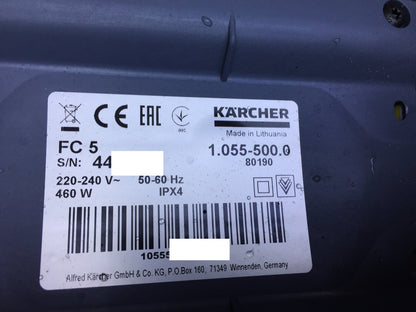 CE EAC
KÄRCHER
Made in Lithuania
FC 5
1.055-500.0
S/N: 44
80190
220-240 V~ 50-60 Hz
460 W IPX4
1055
Alfred Kärcher GmbH & Co. KG, P.O.Box 160, 71349 Winnenden, Germany